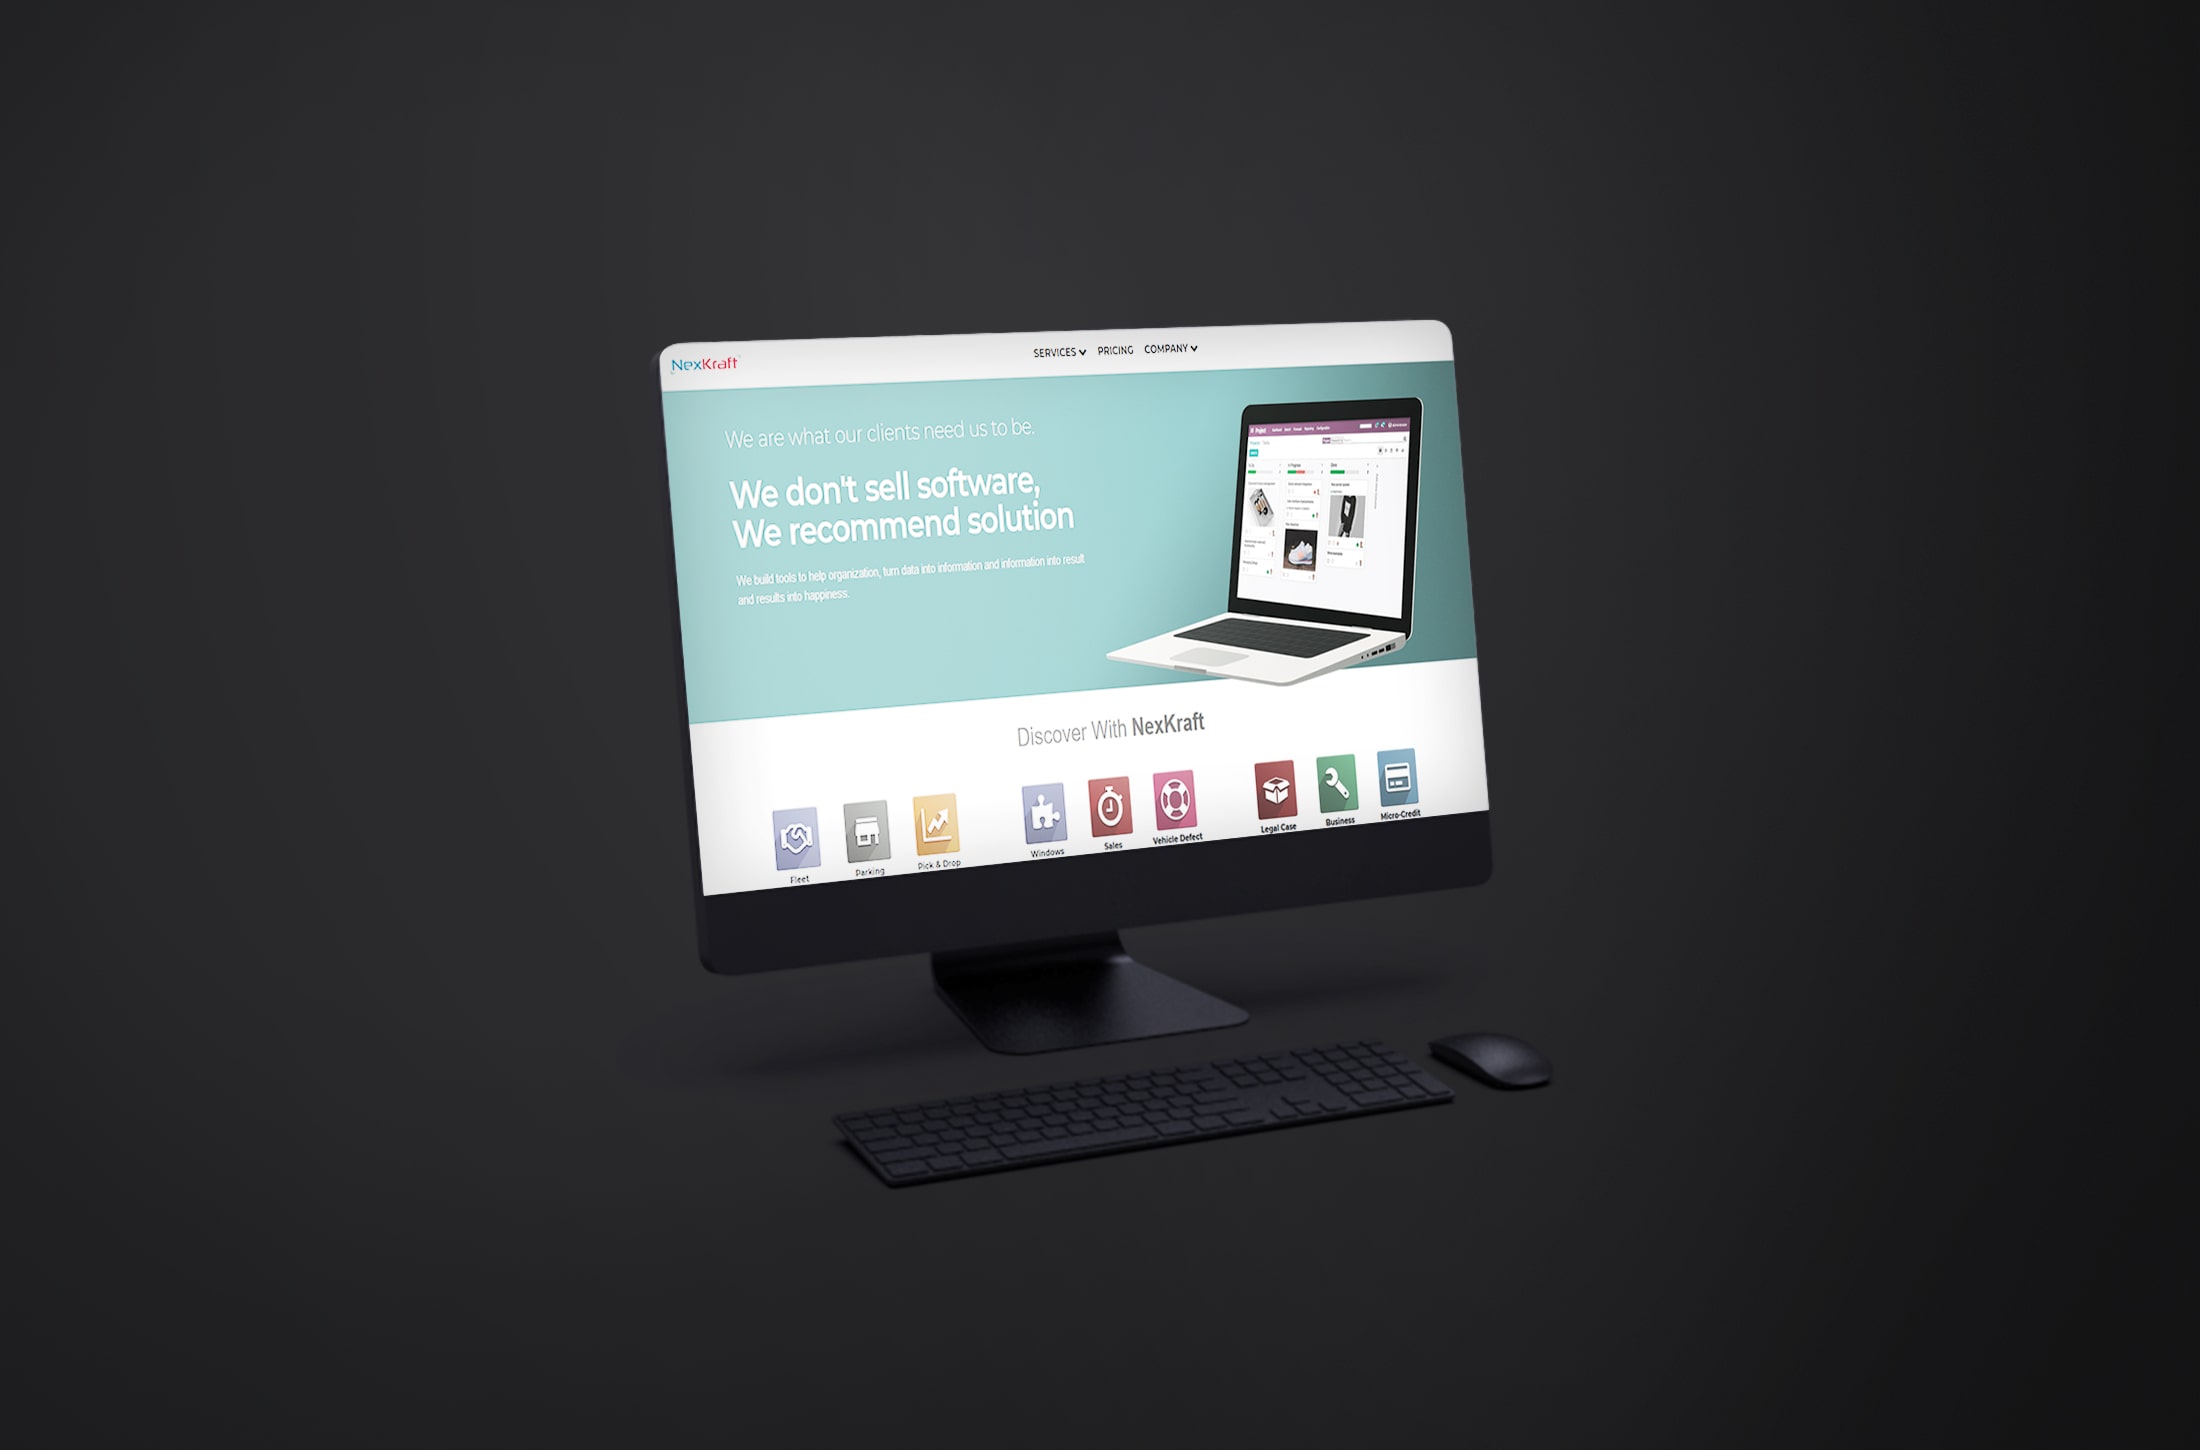 NexKraft
SERVICES PRICING COMPANY
We are what our clients need us to be.
We don't sell software,
We recommend solution
We build tools to help organization, turn data into information and information into result
and results into happiness.
Project
Discover With NexKraft
Fleet Parking Pick & Drop Windows Sales Vehicle Defect Legal Case Business Micro-Credit